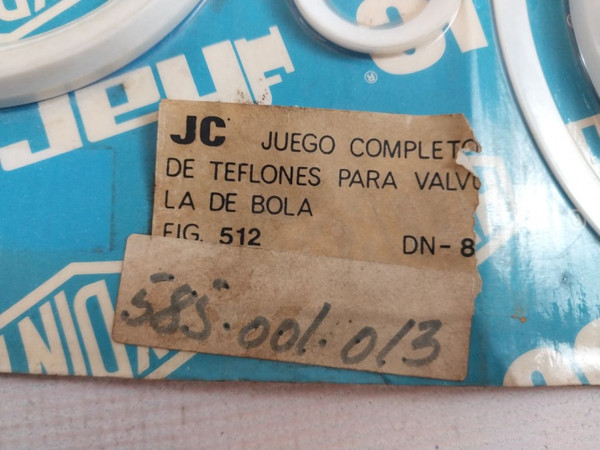 JC JUEGO COMPLETO
DE TEFLONES PARA VALVU
LA DE BOLA
FIG. 512 DN-8
585.001.013